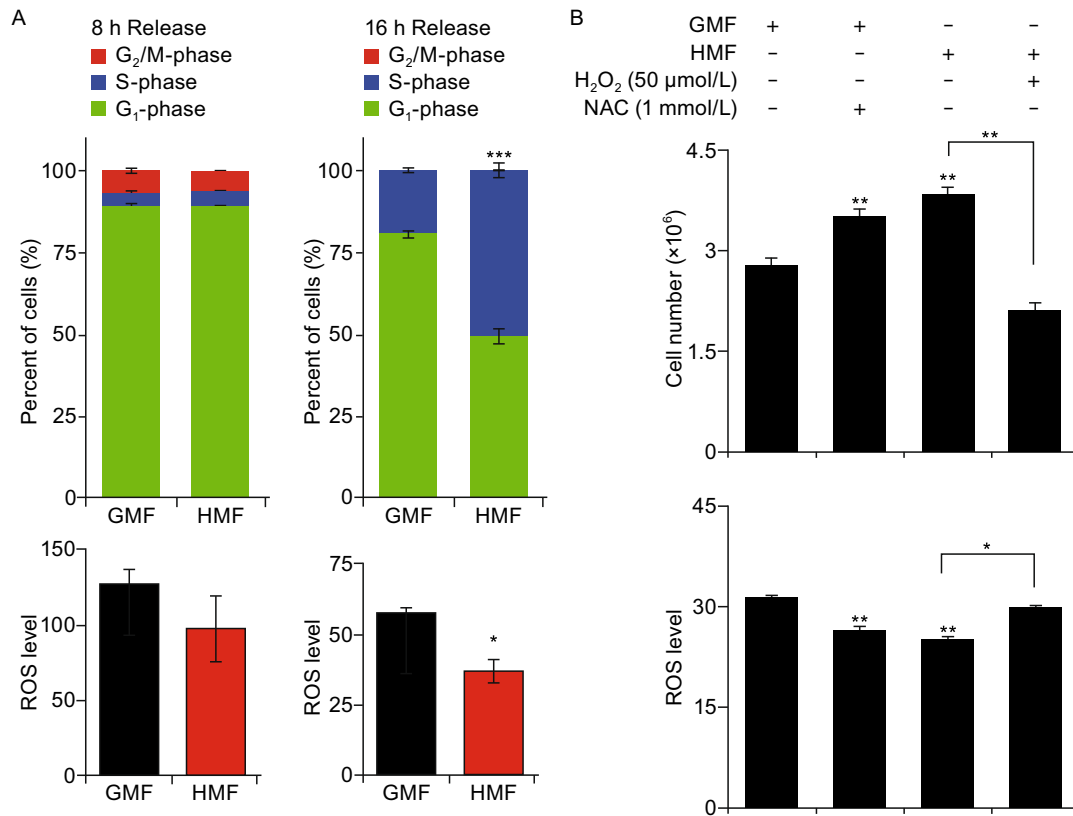 A
8 h Release
G₂/M-phase
S-phase
G₁-phase
Percent of cells (%)
100
75
50
25
0
GMF HMF
16 h Release
G₂/M-phase
S-phase
G₁-phase
Percent of cells (%)
100
75
50
25
0
***
GMF HMF
ROS level
150
100
50
0
GMF HMF
ROS level
75
50
25
0
*
GMF HMF
B
GMF + + – –
HMF – – + +
H₂O₂ (50 µmol/L) – – – +
NAC (1 mmol/L) – + – –
Cell number (×10⁶)
4.5
3
1.5
0
** ** **
ROS level
45
30
15
0
** ** *